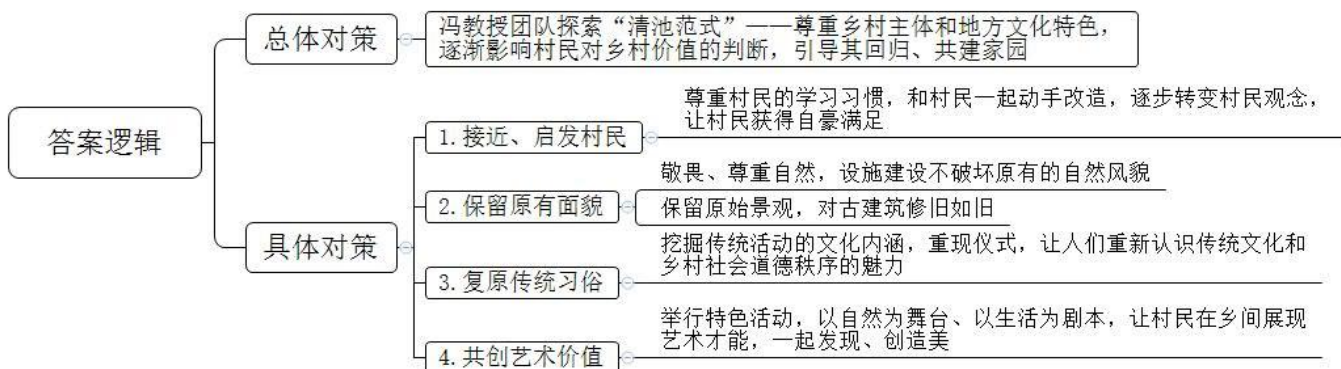 答案逻辑
总体对策
冯教授团队探索“清池范式”——尊重乡村主体和地方文化特色，
逐渐影响村民对乡村价值的判断，引导其回归、共建家园
具体对策
1.接近、启发村民
尊重村民的学习习惯，和村民一起动手改造，逐步转变村民观念，
让村民获得自豪满足
2.保留原有面貌
敬畏、尊重自然，设施建设不破坏原有的自然风貌
保留原始景观，对古建筑修旧如旧
3.复原传统习俗
挖掘传统活动的文化内涵，重现仪式，让人们重新认识传统文化和
乡村社会道德秩序的魅力
4.共创艺术价值
举行特色活动，以自然为舞台、以生活为剧本，让村民在乡间展现
艺术才能，一起发现、创造美